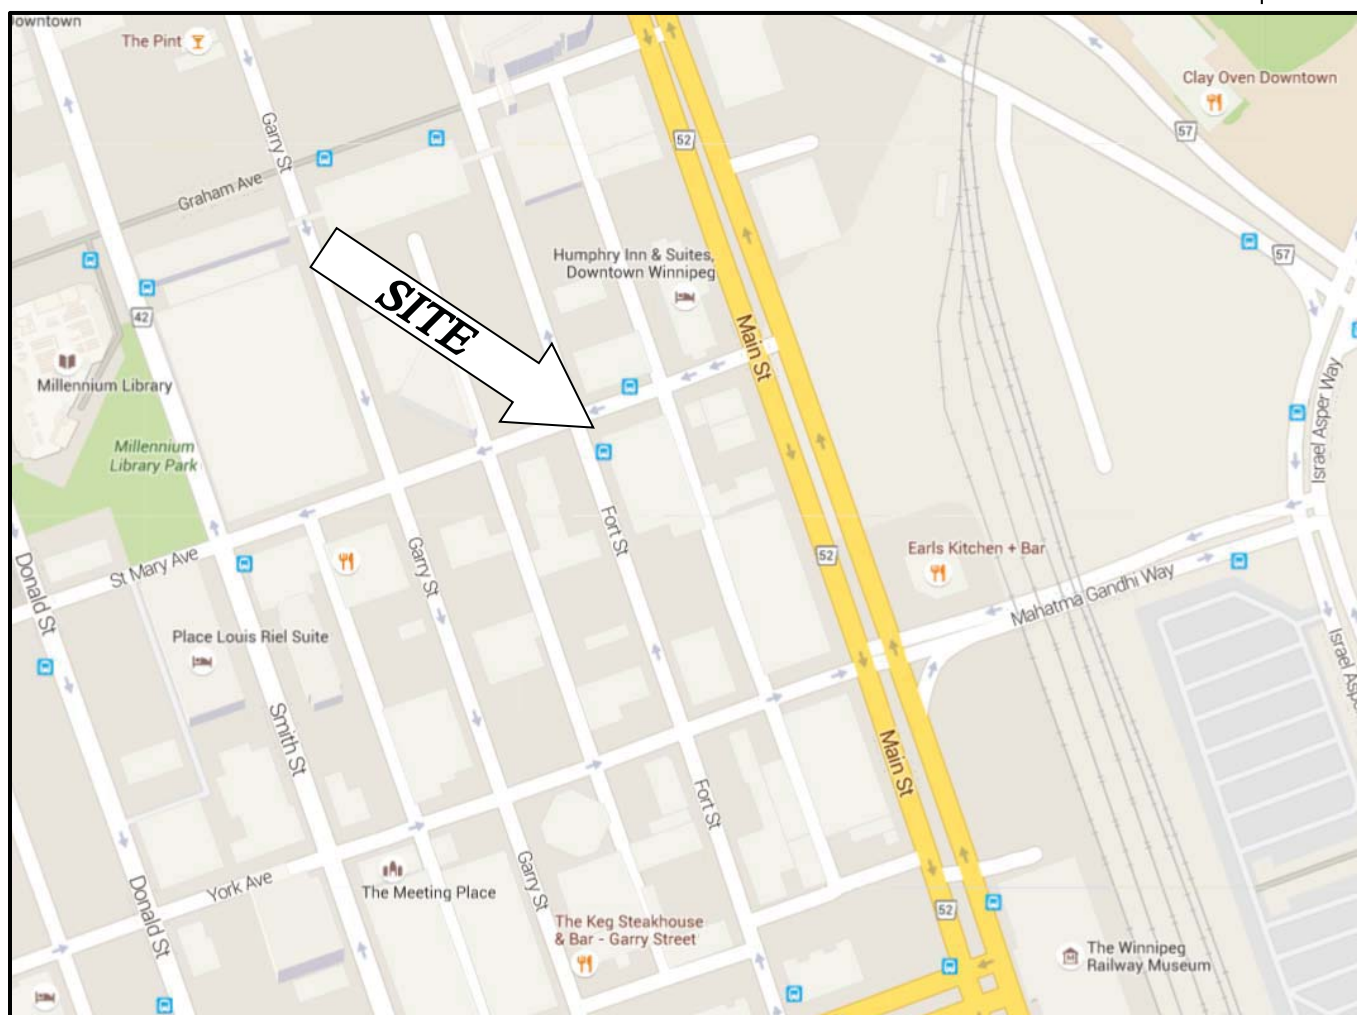 owntown
The Pint
Clay Oven Downtown
Garry St
52
57
Graham Ave
Humphry Inn & Suites,
Downtown Winnipeg
57
SITE
42
Main St
Millennium Library
Israel Asper Way
Millennium
Library Park
Fort St
Garry St
52
Earls Kitchen + Bar
St Mary Ave
Donald St
Mahatma Gandhi Way
Place Louis Riel Suite
Israel Aspe
Smith St
Main St
Fort St
York Ave
The Meeting Place
Garry St
Donald St
52
The Keg Steakhouse
& Bar - Garry Street
The Winnipeg
Railway Museum